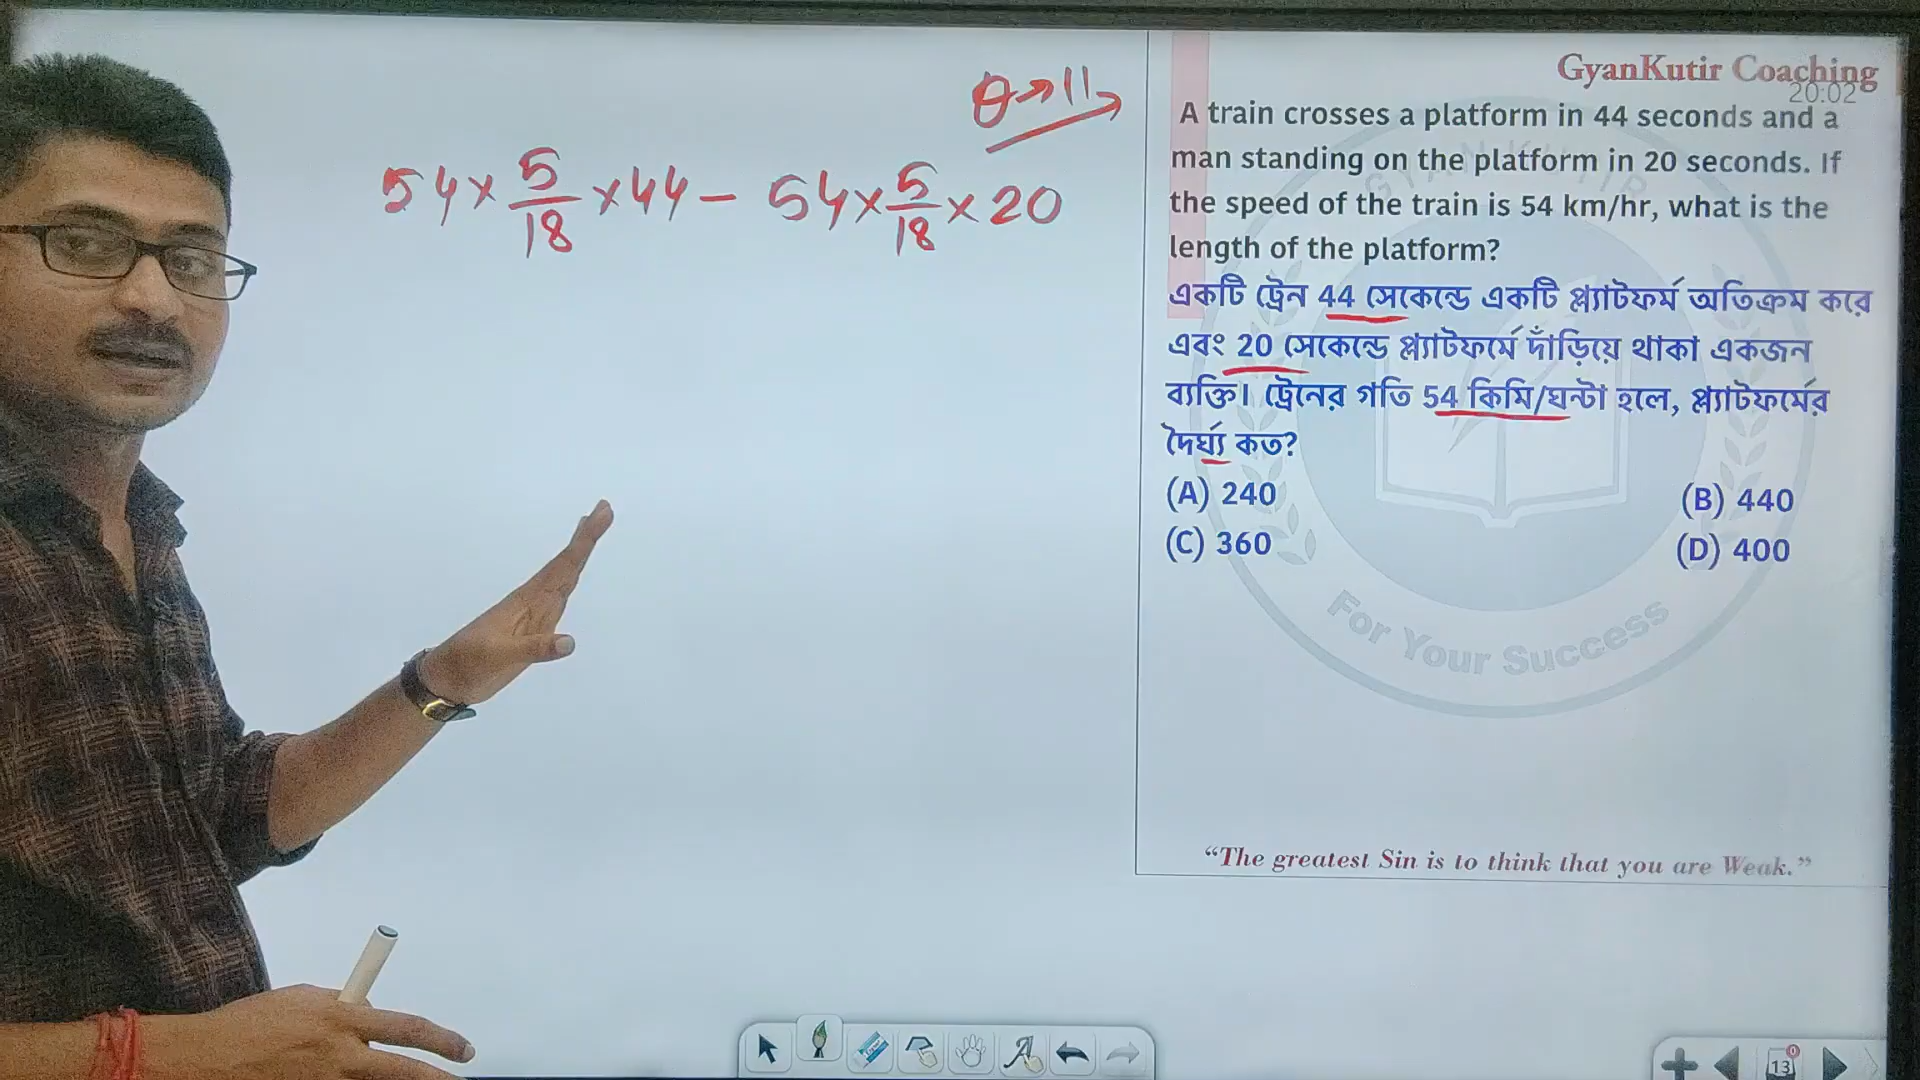 GyanKutir Coaching
20:02
A train crosses a platform in 44 seconds and a
man standing on the platform in 20 seconds. If
the speed of the train is 54 km/hr, what is the
length of the platform?
একটি ট্রেন 44 সেকেন্ডে একটি প্ল্যাটফর্ম অতিক্রম করে
এবং 20 সেকেন্ডে প্ল্যাটফর্মে দাঁড়িয়ে থাকা একজন
ব্যক্তি। ট্রেনের গতি 54 কিমি/ঘন্টা হলে, প্ল্যাটফর্মের
দৈর্ঘ্য কত?
(A) 240 (B) 440
(C) 360 (D) 400
For Your Success
“The greatest Sin is to think that you are Weak.”
54 × 5/18 × 44 – 54 × 5/18 × 20
13